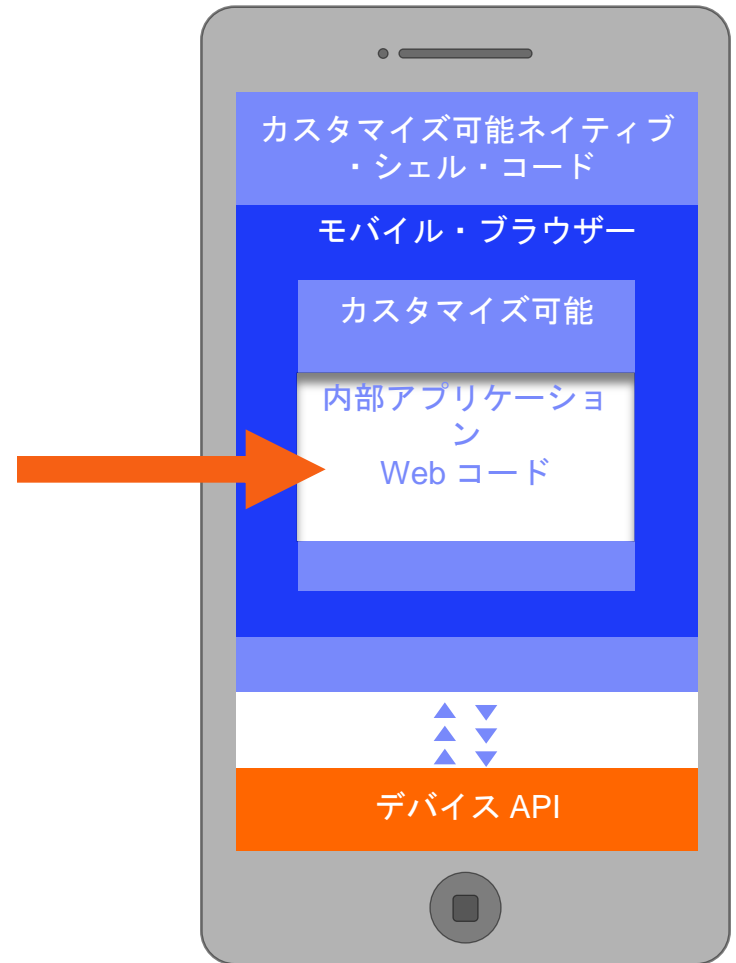 カスタマイズ可能ネイティブ
・シェル・コード
モバイル・ブラウザー
カスタマイズ可能
内部アプリケーショ
ン
Web コード
デバイス API